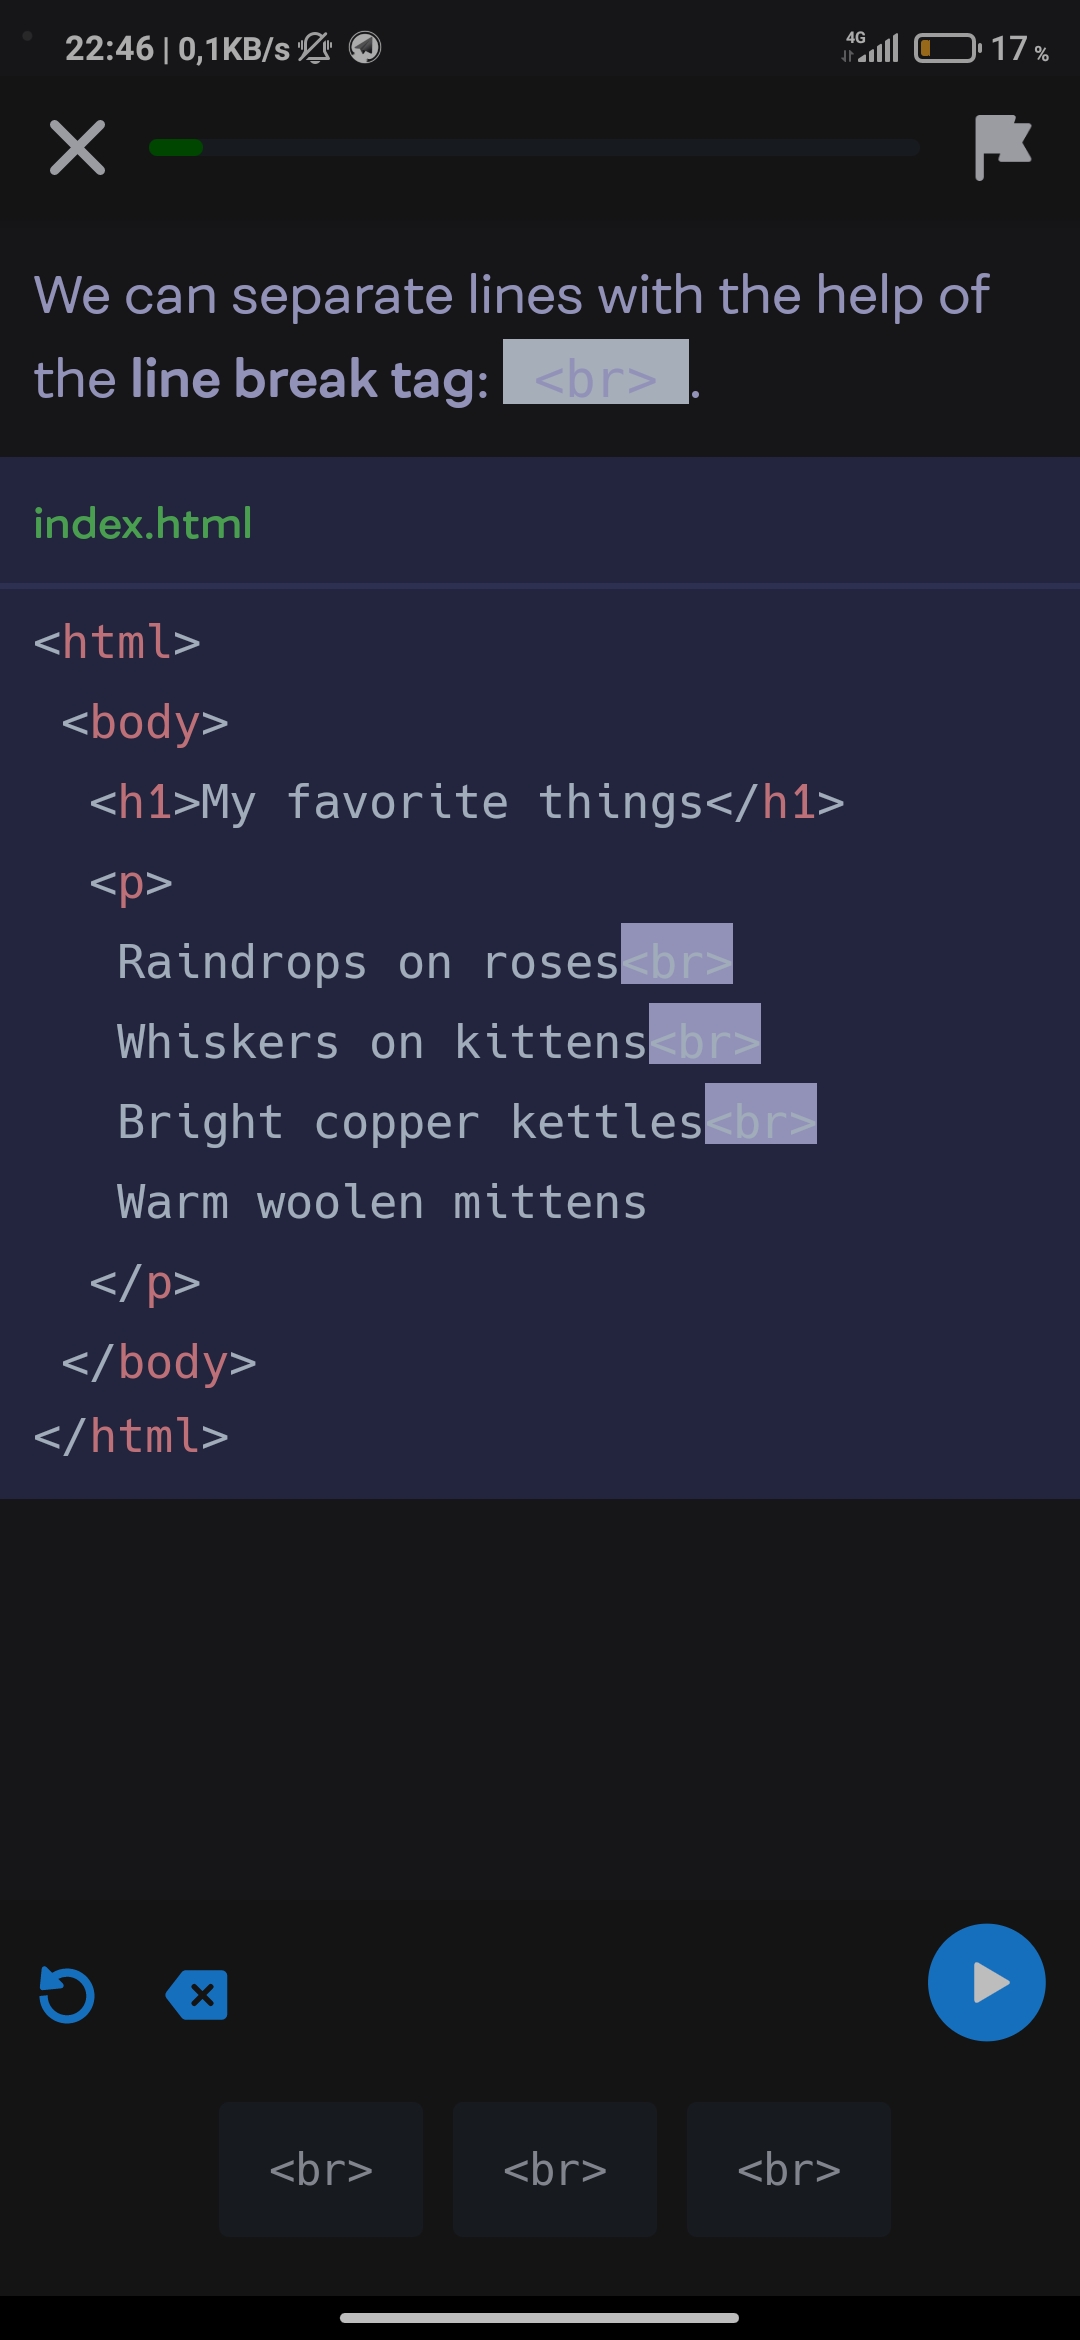 22:46 | 0,1KB/s
4G
17 %
We can separate lines with the help of
the line break tag: <br> .
index.html
<html>
<body>
<h1>My favorite things</h1>
<p>
Raindrops on roses<br>
Whiskers on kittens<br>
Bright copper kettles<br>
Warm woolen mittens
</p>
</body>
</html>
<br> <br> <br>